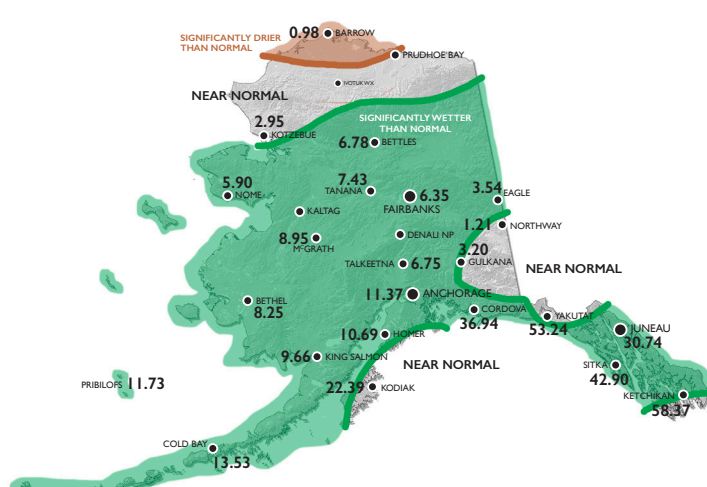 0.98
BARROW
SIGNIFICANTLY DRIER
THAN NORMAL
PRUDHOE BAY
NOTUK WX
NEAR NORMAL
2.95
KOTZEBUE
SIGNIFICANTLY WETTER
THAN NORMAL
6.78
BETTLES
5.90
NOME
7.43
TANANA
6.35
FAIRBANKS
3.54
EAGLE
KALTAG
1.21
NORTHWAY
8.95
McGRATH
DENALI NP
3.20
GULKANA
TALKEETNA
6.75
NEAR NORMAL
11.37
ANCHORAGE
BETHEL
8.25
CORDOVA
36.94
YAKUTAT
53.24
JUNEAU
30.74
10.69
HOMER
9.66
KING SALMON
NEAR NORMAL
SITKA
42.90
PRIBILOFS
11.73
22.39
KODIAK
KETCHIKAN
58.37
COLD BAY
13.53